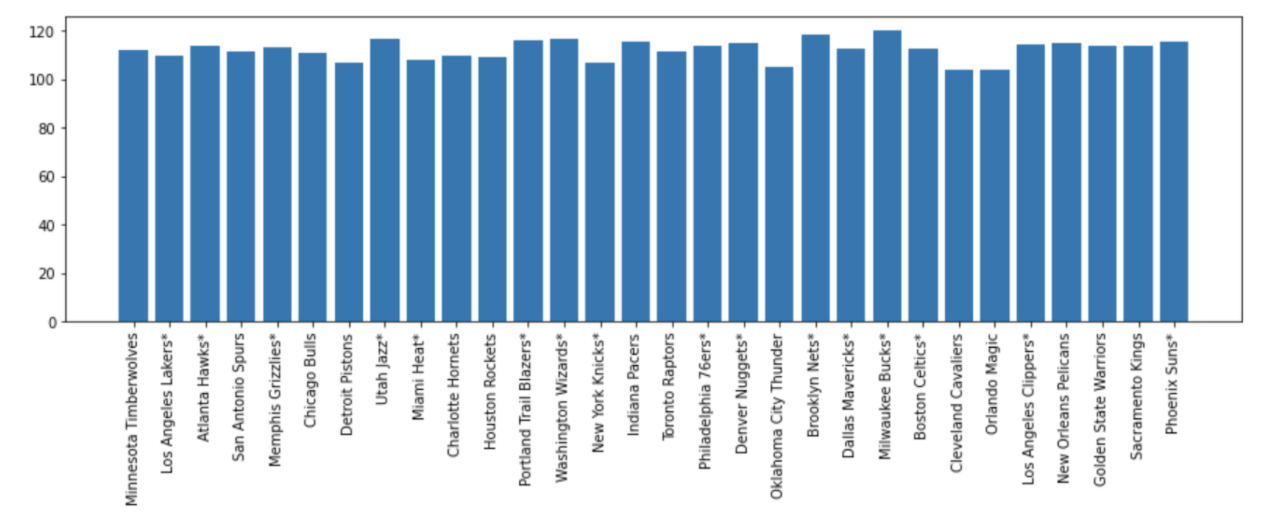 120
100
80
60
40
20
0
Minnesota Timberwolves
Los Angeles Lakers*
Atlanta Hawks*
San Antonio Spurs
Memphis Grizzlies*
Chicago Bulls
Detroit Pistons
Utah Jazz*
Miami Heat*
Charlotte Hornets
Houston Rockets
Portland Trail Blazers*
Washington Wizards*
New York Knicks*
Indiana Pacers
Toronto Raptors
Philadelphia 76ers*
Denver Nuggets*
Oklahoma City Thunder
Brooklyn Nets*
Dallas Mavericks*
Milwaukee Bucks*
Boston Celtics*
Cleveland Cavaliers
Orlando Magic
Los Angeles Clippers*
New Orleans Pelicans
Golden State Warriors
Sacramento Kings
Phoenix Suns*